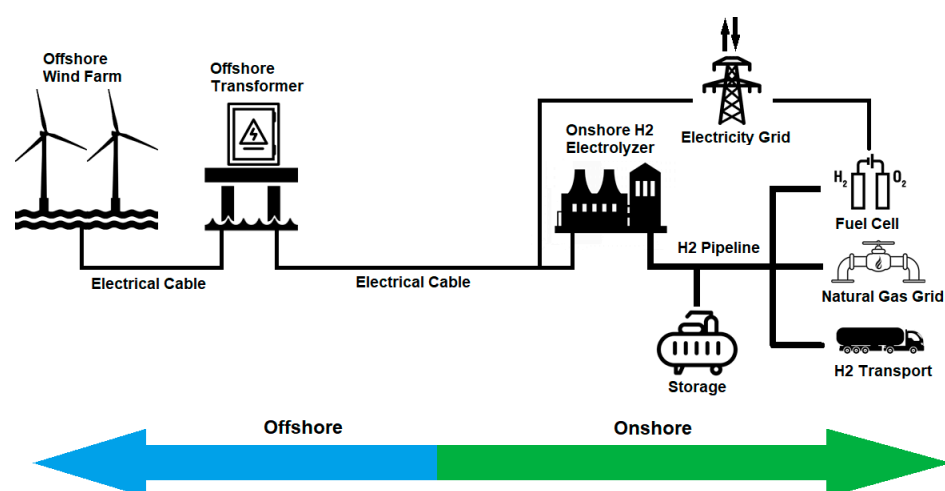 Offshore
Wind Farm
Offshore
Transformer
Onshore H2
Electrolyzer
Electricity Grid
H2 O2
Fuel Cell
H2 Pipeline
Electrical Cable
Electrical Cable
Natural Gas Grid
Storage
H2 Transport
Offshore
Onshore